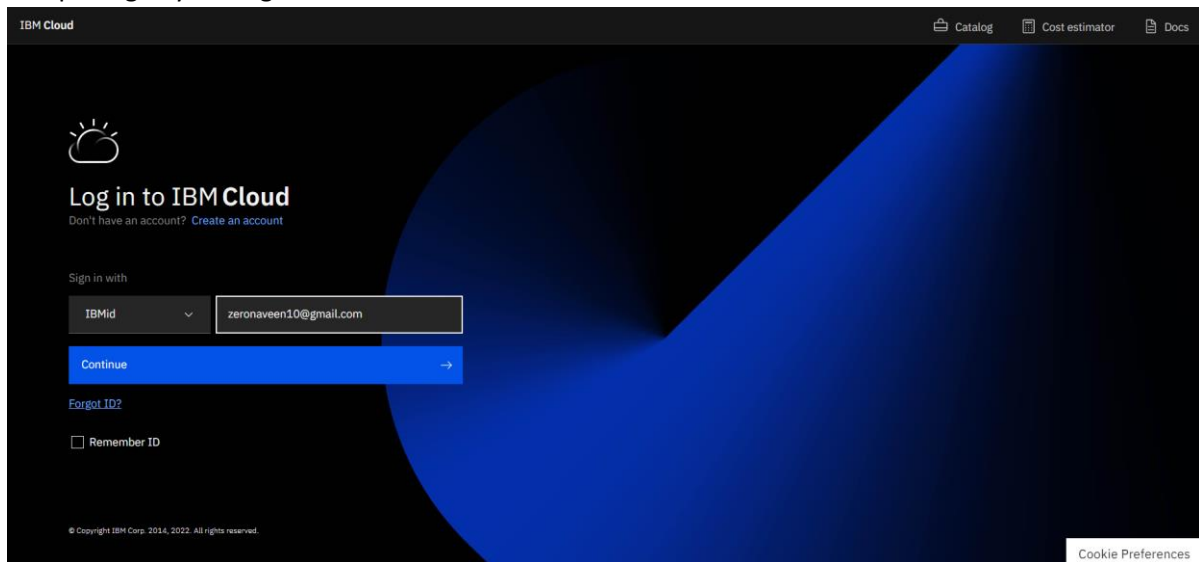 IBM Cloud Catalog Cost estimator Docs
Log in to IBM Cloud
Don't have an account? Create an account
Sign in with
IBMid zeronaveen10@gmail.com
Continue
Forgot ID?
Remember ID
© Copyright IBM Corp. 2014, 2022. All rights reserved.
Cookie Preferences